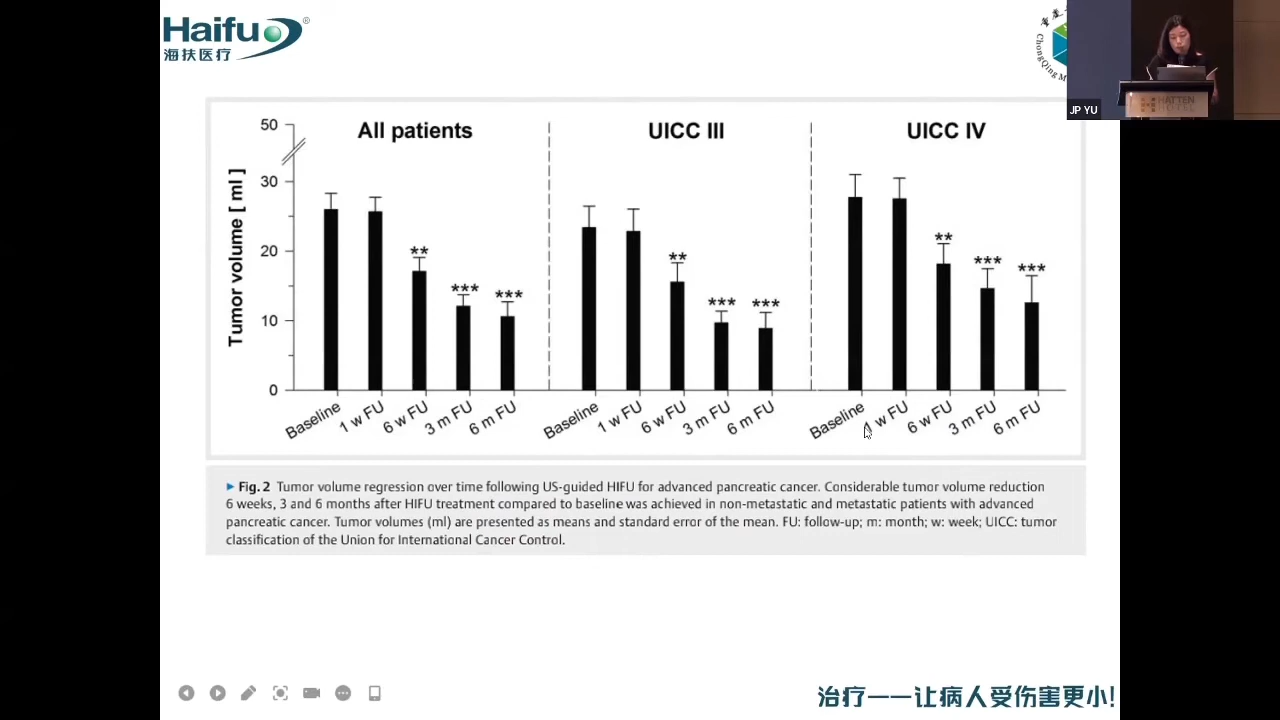 Haifu®
海扶医疗
ChongQing M
JP YU
HATTEN
HOTEL
All patients
UICC III
UICC IV
Tumor volume [ ml ]
50
30
20
10
0
Baseline
1 w FU
6 w FU
3 m FU
6 m FU
Baseline
1 w FU
6 w FU
3 m FU
6 m FU
Baseline
1 w FU
6 w FU
3 m FU
6 m FU
** *** ***
** *** ***
** *** ***
► Fig. 2 Tumor volume regression over time following US-guided HIFU for advanced pancreatic cancer. Considerable tumor volume reduction
6 weeks, 3 and 6 months after HIFU treatment compared to baseline was achieved in non-metastatic and metastatic patients with advanced
pancreatic cancer. Tumor volumes (ml) are presented as means and standard error of the mean. FU: follow-up; m: month; w: week; UICC: tumor
classification of the Union for International Cancer Control.
治疗——让病人受伤害更小!